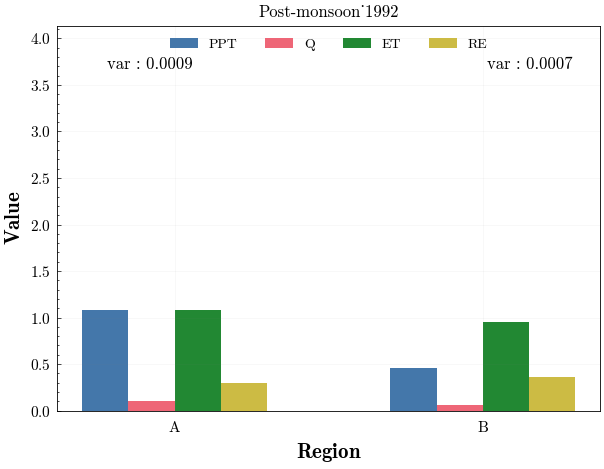 Post-monsoon˙1992
PPT Q ET RE
var : 0.0009 var : 0.0007
4.0
3.5
3.0
2.5
2.0
1.5
1.0
0.5
0.0
Value
A B
Region